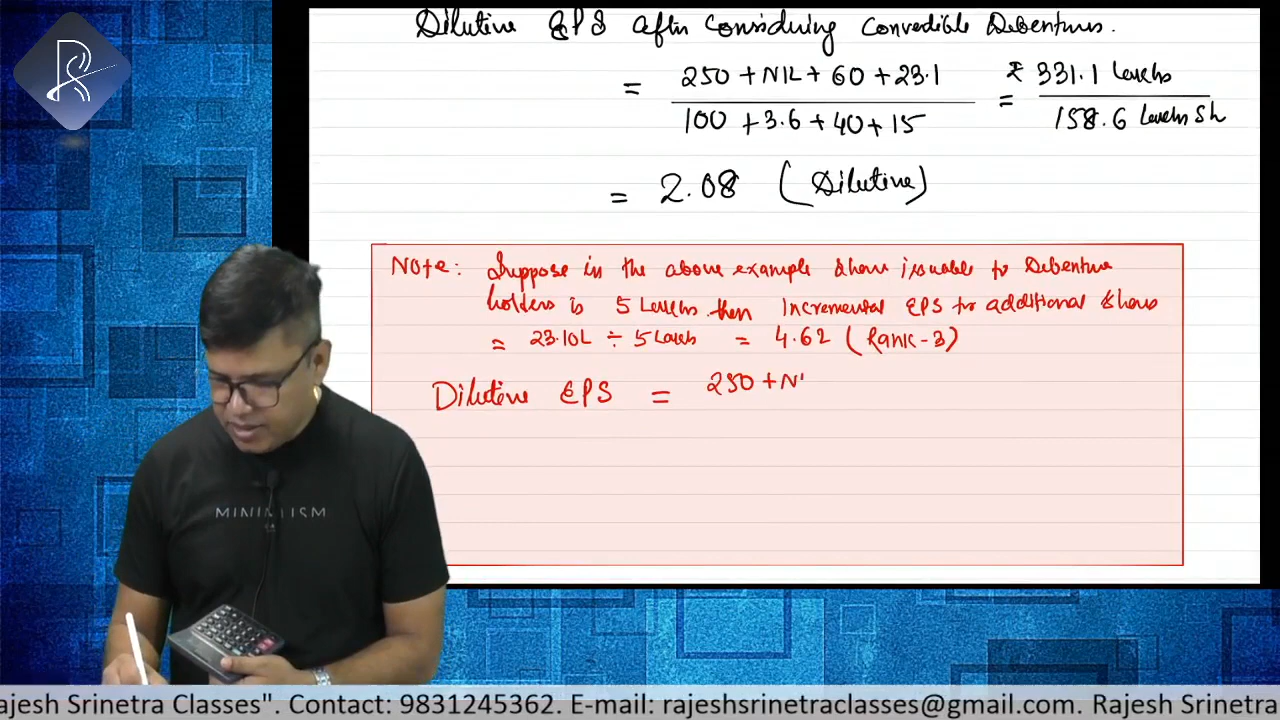 Dilutive EPS after Considering Convertible Debentures.
= 250 + NIL + 60 + 23.1 / 100 + 3.6 + 40 + 15 = ₹ 331.1 Lakhs / 158.6 Lakhs Sh
= 2.08 (Dilutive)
Note: Suppose in the above example share issuable to Debenture
holders is 5 Lakhs then incremental EPS to additional share
= 23.10L ÷ 5 Lakhs = 4.62 (Rank-3)
Dilutive EPS = 250 + N
MINIMALISM
ajesh Srinetra Classes". Contact: 9831245362. E-mail: rajeshsrinetraclasses@gmail.com. Rajesh Srinetra